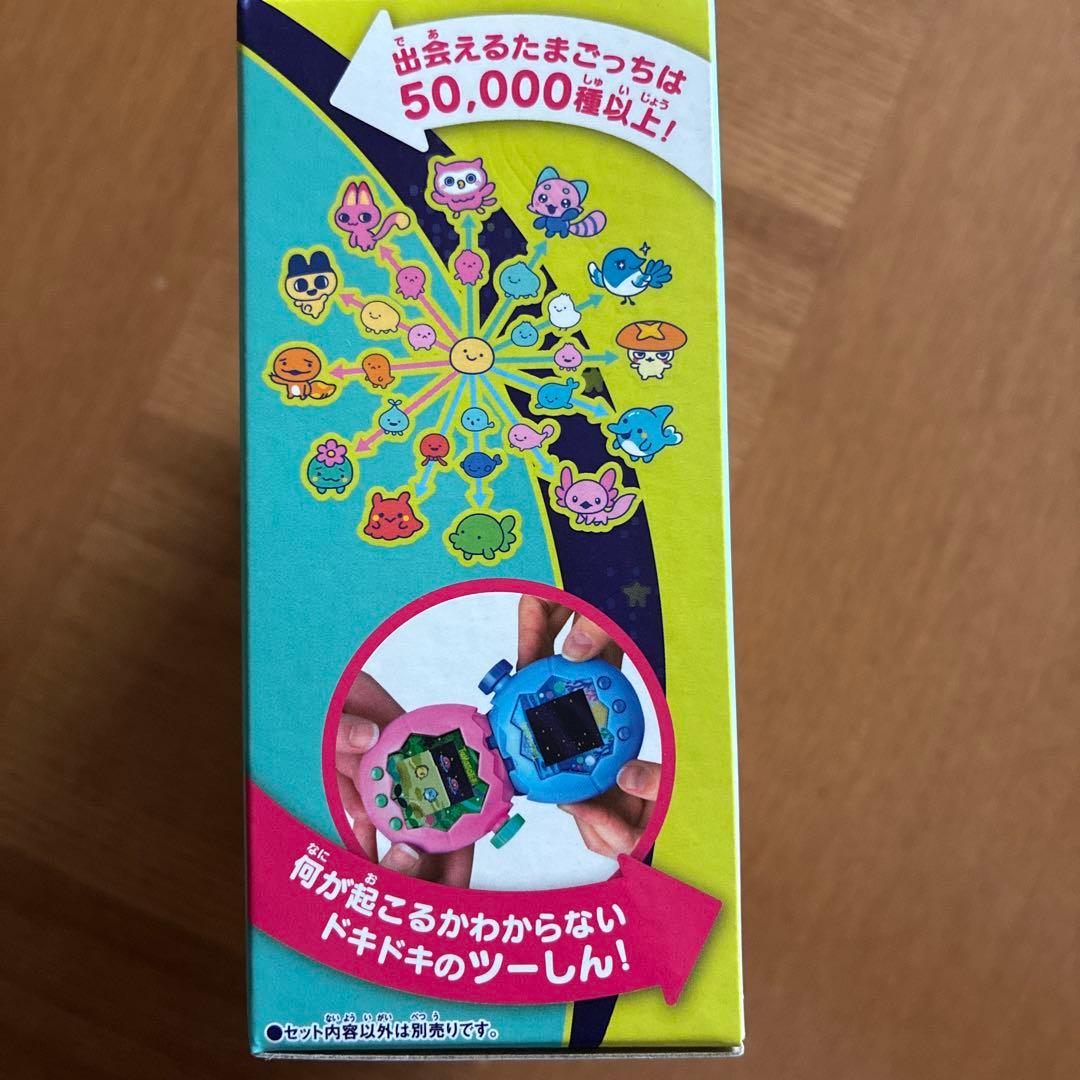 出会えるたまごっちは
50,000種以上!
何が起こるかわからない
ドキドキのツーしん!
●セット内容以外は別売りです。